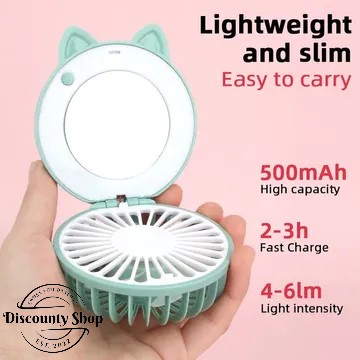 Lightweight
and slim
Easy to carry
500mAh
High capacity
2-3h
Fast Charge
4-6lm
Light intensity
Discounty Shop
EST. 2022